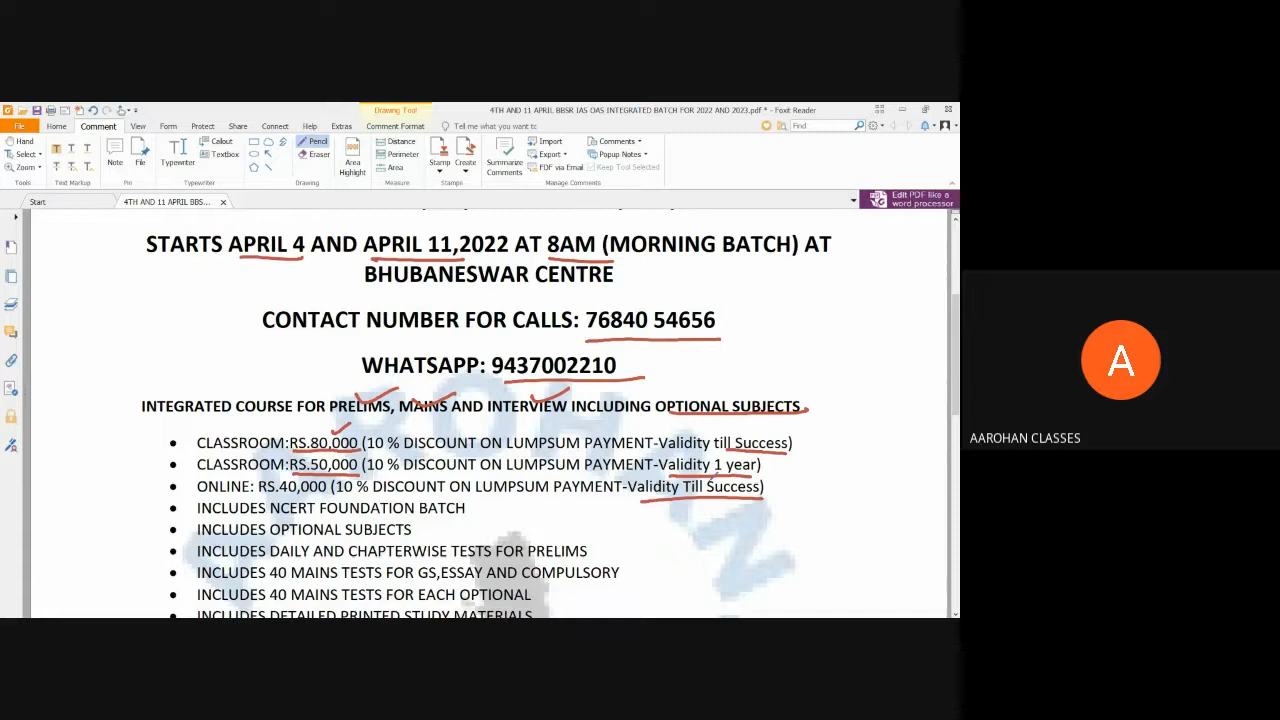 Drawing Tool
4TH AND 11 APRIL BBSR IAS OAS INTEGRATED BATCH FOR 2022 AND 2023.pdf * - Foxit Reader
File Home Comment View Form Protect Share Connect Help Extras Comment Format Tell me what you want to Find
Hand
Select
Zoom
Tools
Text Markup
Note
File
Pin
Typewriter
Callout
Textbox
Typewriter
Pencil
Eraser
Drawing
Area Highlight
Distance
Perimeter
Area
Measure
Stamp
Create
Stamps
Summarize Comments
Import
Export
FDF via Email
Comments
Popup Notes
Keep Tool Selected
Manage Comments
Start
4TH AND 11 APRIL BBS...
Edit PDF like a
word processor
STARTS APRIL 4 AND APRIL 11,2022 AT 8AM (MORNING BATCH) AT
BHUBANESWAR CENTRE
CONTACT NUMBER FOR CALLS: 76840 54656
WHATSAPP: 9437002210
INTEGRATED COURSE FOR PRELIMS, MAINS AND INTERVIEW INCLUDING OPTIONAL SUBJECTS
• CLASSROOM:RS.80,000 (10 % DISCOUNT ON LUMPSUM PAYMENT-Validity till Success)
• CLASSROOM:RS.50,000 (10 % DISCOUNT ON LUMPSUM PAYMENT-Validity 1 year)
• ONLINE: RS.40,000 (10 % DISCOUNT ON LUMPSUM PAYMENT-Validity Till Success)
• INCLUDES NCERT FOUNDATION BATCH
• INCLUDES OPTIONAL SUBJECTS
• INCLUDES DAILY AND CHAPTERWISE TESTS FOR PRELIMS
• INCLUDES 40 MAINS TESTS FOR GS,ESSAY AND COMPULSORY
• INCLUDES 40 MAINS TESTS FOR EACH OPTIONAL
INCLUDES DETAILED PRINTED STUDY MATERIALS
AROHAN
A
AAROHAN CLASSES